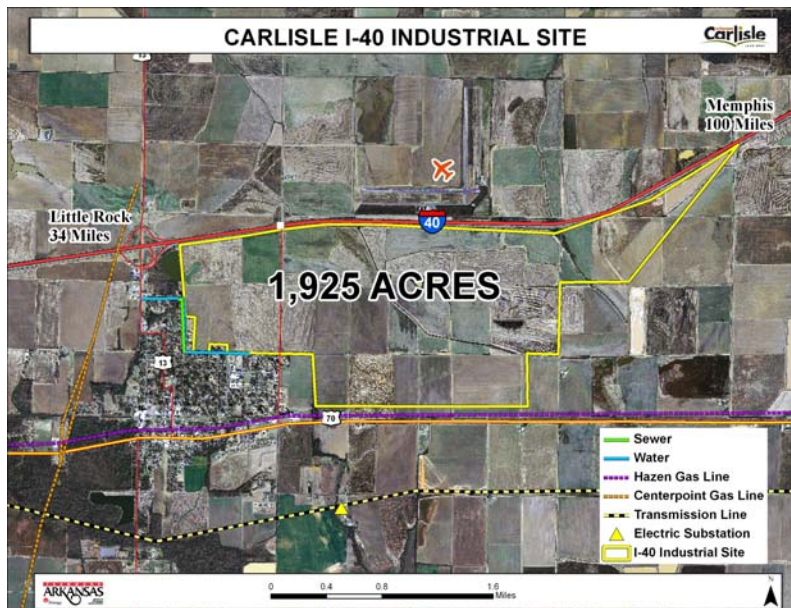 CARLISLE I-40 INDUSTRIAL SITE
Carlisle
13
Memphis
100 Miles
Little Rock
34 Miles
40
1,925 ACRES
13
70
Sewer
Water
Hazen Gas Line
Centerpoint Gas Line
Transmission Line
Electric Substation
I-40 Industrial Site
ARKANSAS
0 0.4 0.8 1.6
Miles
N